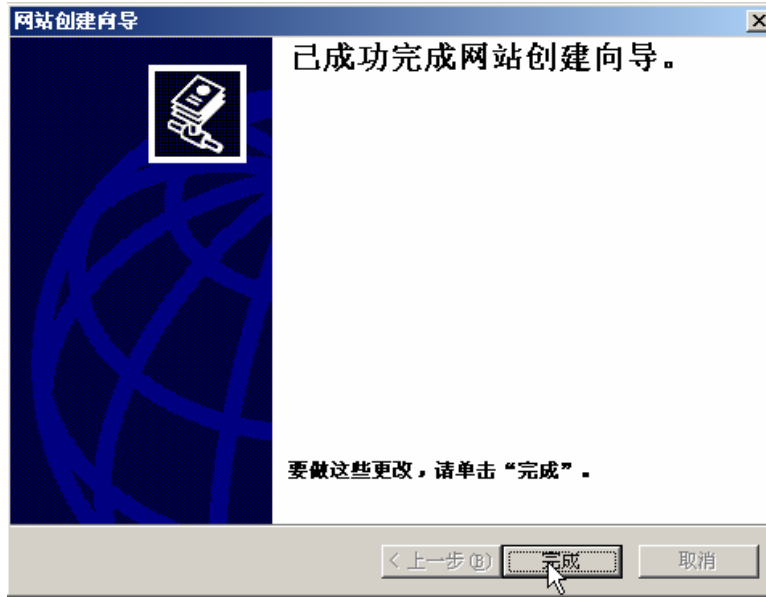 网站创建向导
已成功完成网站创建向导。
要做这些更改，请单击“完成”。
< 上一步(B)
完成
取消